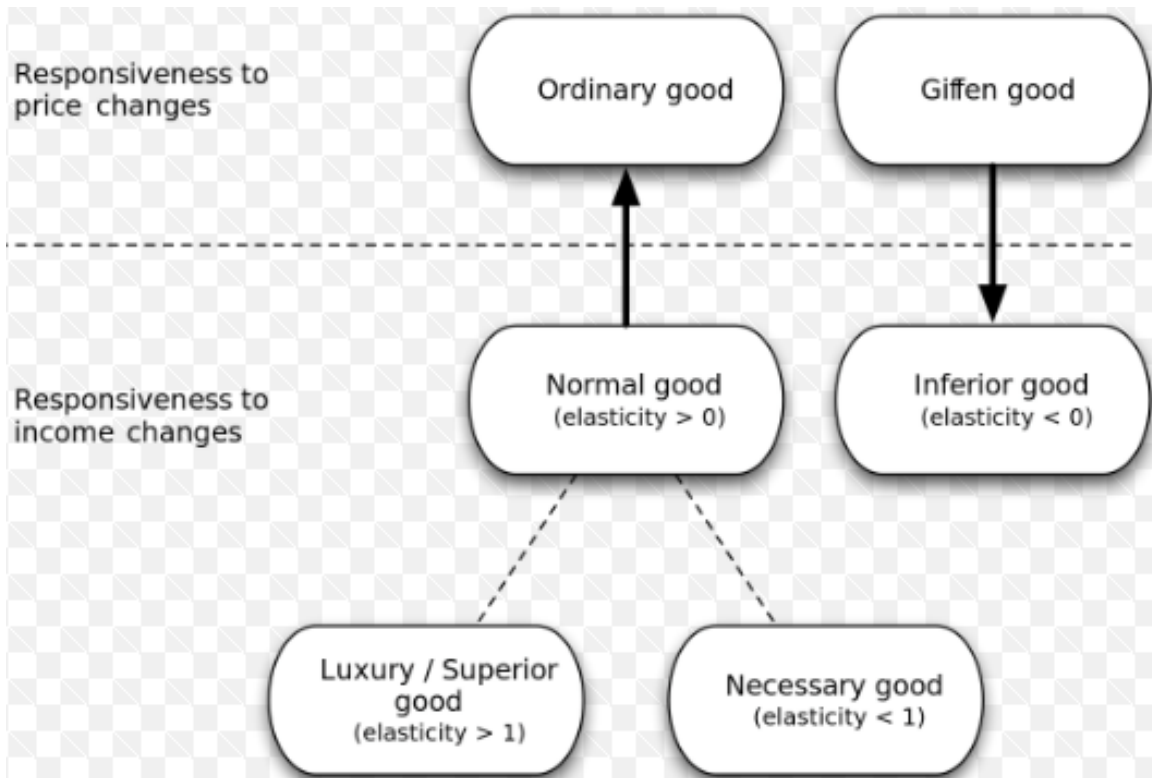 Responsiveness to
price changes
Ordinary good
Giffen good
Responsiveness to
income changes
Normal good
(elasticity > 0)
Inferior good
(elasticity < 0)
Luxury / Superior
good
(elasticity > 1)
Necessary good
(elasticity < 1)